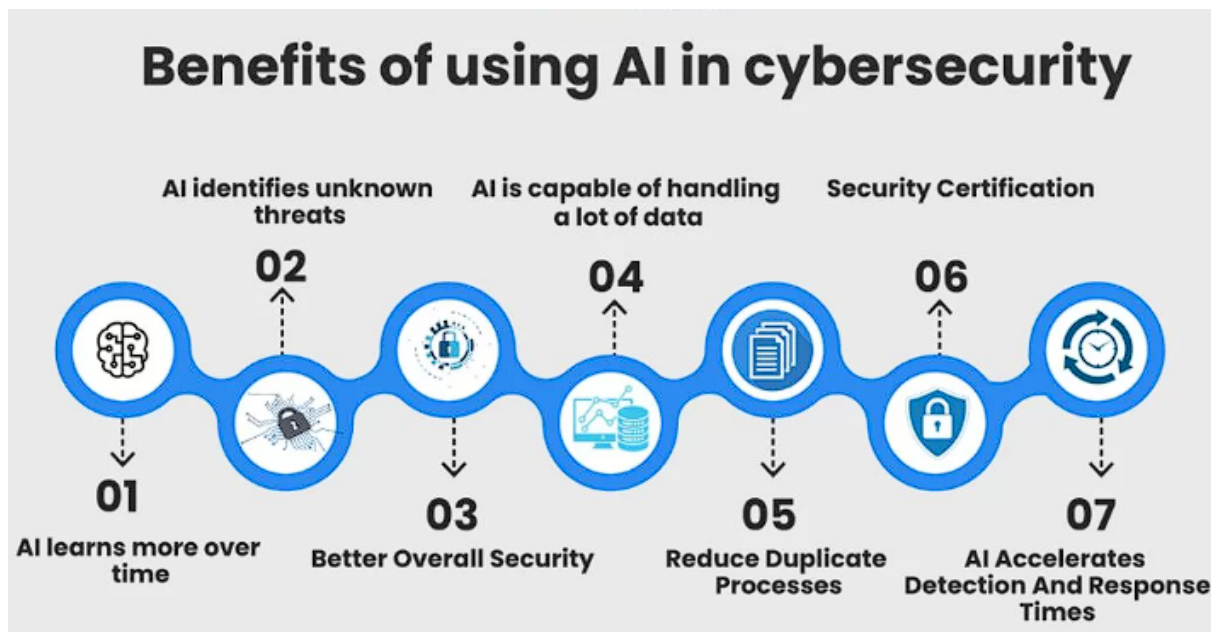 Benefits of using AI in cybersecurity
AI identifies unknown
threats
AI is capable of handling
a lot of data
Security Certification
02
04
06
01
AI learns more over
time
03
Better Overall Security
05
Reduce Duplicate
Processes
07
AI Accelerates
Detection And Response
Times